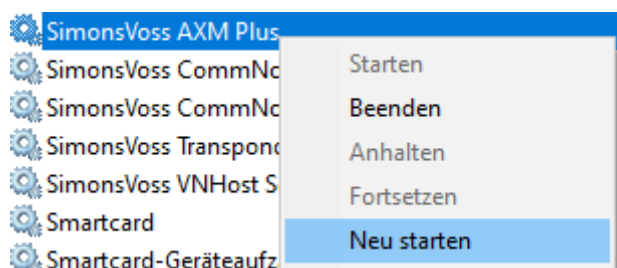 SimonsVoss AXM Plus
SimonsVoss CommNo
SimonsVoss CommNo
SimonsVoss Transpond
SimonsVoss VNHost S
Smartcard
Smartcard-Geräteaufz
Starten
Beenden
Anhalten
Fortsetzen
Neu starten